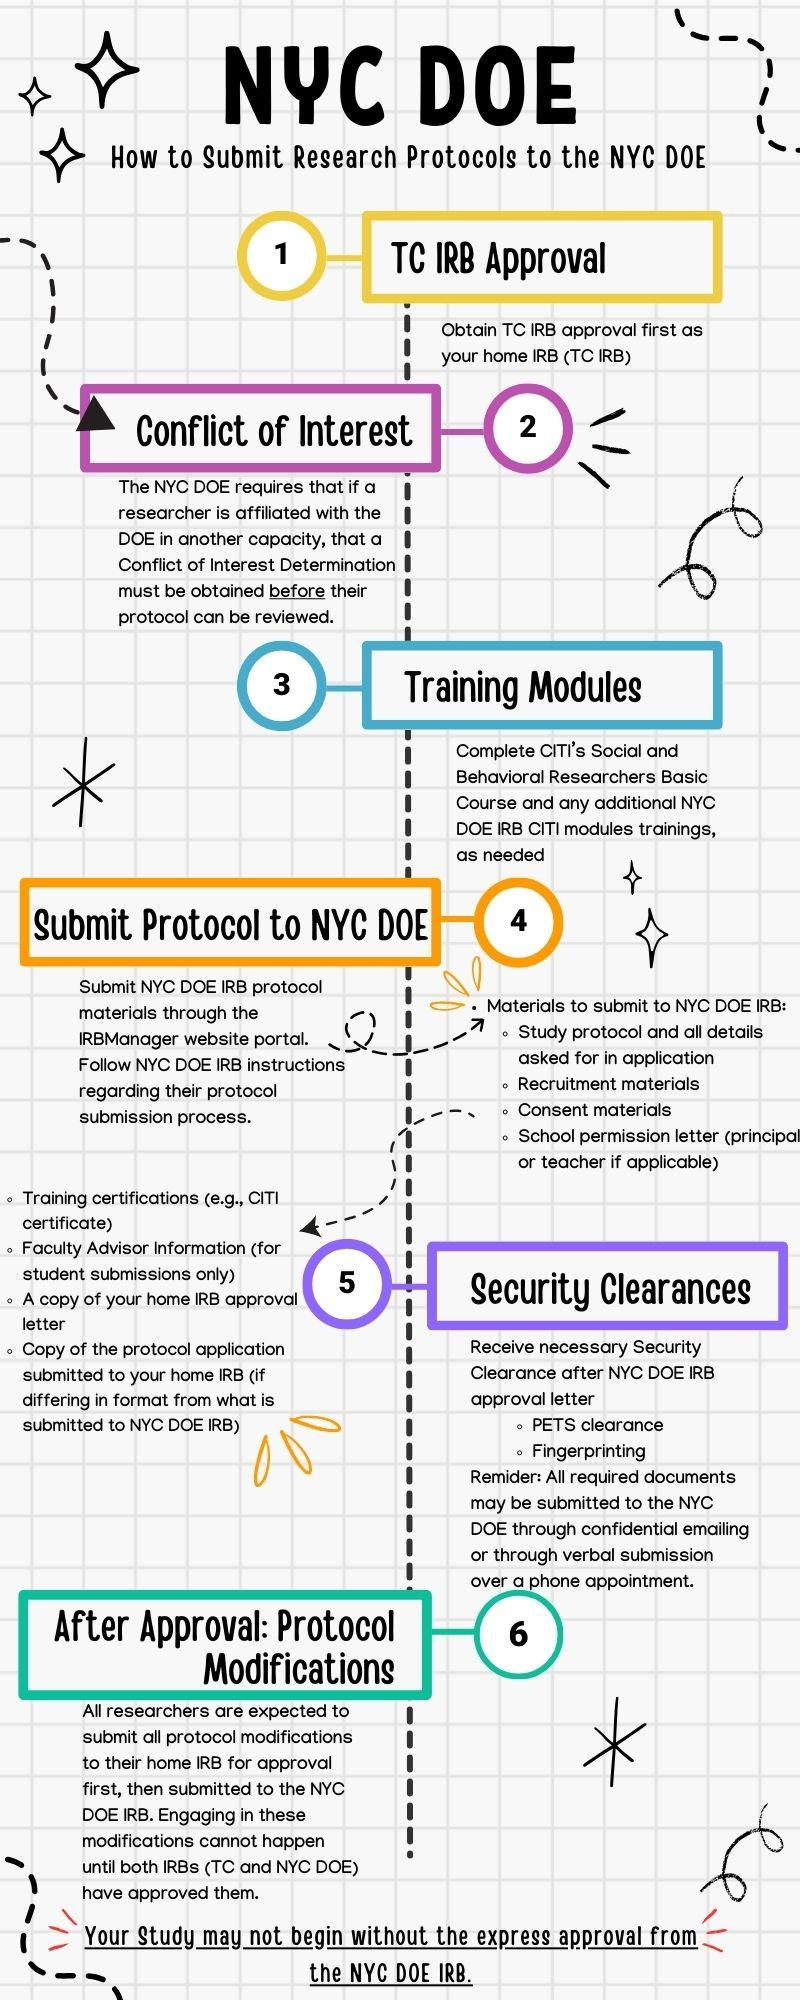 NYC DOE
How to Submit Research Protocols to the NYC DOE
1
TC IRB Approval
Obtain TC IRB approval first as
your home IRB (TC IRB)
Conflict of Interest
2
The NYC DOE requires that if a
researcher is affiliated with the
DOE in another capacity, that a
Conflict of Interest Determination
must be obtained before their
protocol can be reviewed.
3
Training Modules
Complete CITI's Social and
Behavioral Researchers Basic
Course and any additional NYC
DOE IRB CITI modules trainings,
as needed
Submit Protocol to NYC DOE
4
Submit NYC DOE IRB protocol
materials through the
IRBManager website portal.
Follow NYC DOE IRB instructions
regarding their protocol
submission process.
• Materials to submit to NYC DOE IRB:
◦ Study protocol and all details
asked for in application
◦ Recruitment materials
◦ Consent materials
◦ School permission letter (principal
or teacher if applicable)
◦ Training certifications (e.g., CITI
certificate)
◦ Faculty Advisor Information (for
student submissions only)
◦ A copy of your home IRB approval
letter
◦ Copy of the protocol application
submitted to your home IRB (if
differing in format from what is
submitted to NYC DOE IRB)
5
Security Clearances
Receive necessary Security
Clearance after NYC DOE IRB
approval letter
◦ PETS clearance
◦ Fingerprinting
Remider: All required documents
may be submitted to the NYC
DOE through confidential emailing
or through verbal submission
over a phone appointment.
After Approval: Protocol
Modifications
6
All researchers are expected to
submit all protocol modifications
to their home IRB for approval
first, then submitted to the NYC
DOE IRB. Engaging in these
modifications cannot happen
until both IRBs (TC and NYC DOE)
have approved them.
Your Study may not begin without the express approval from
the NYC DOE IRB.